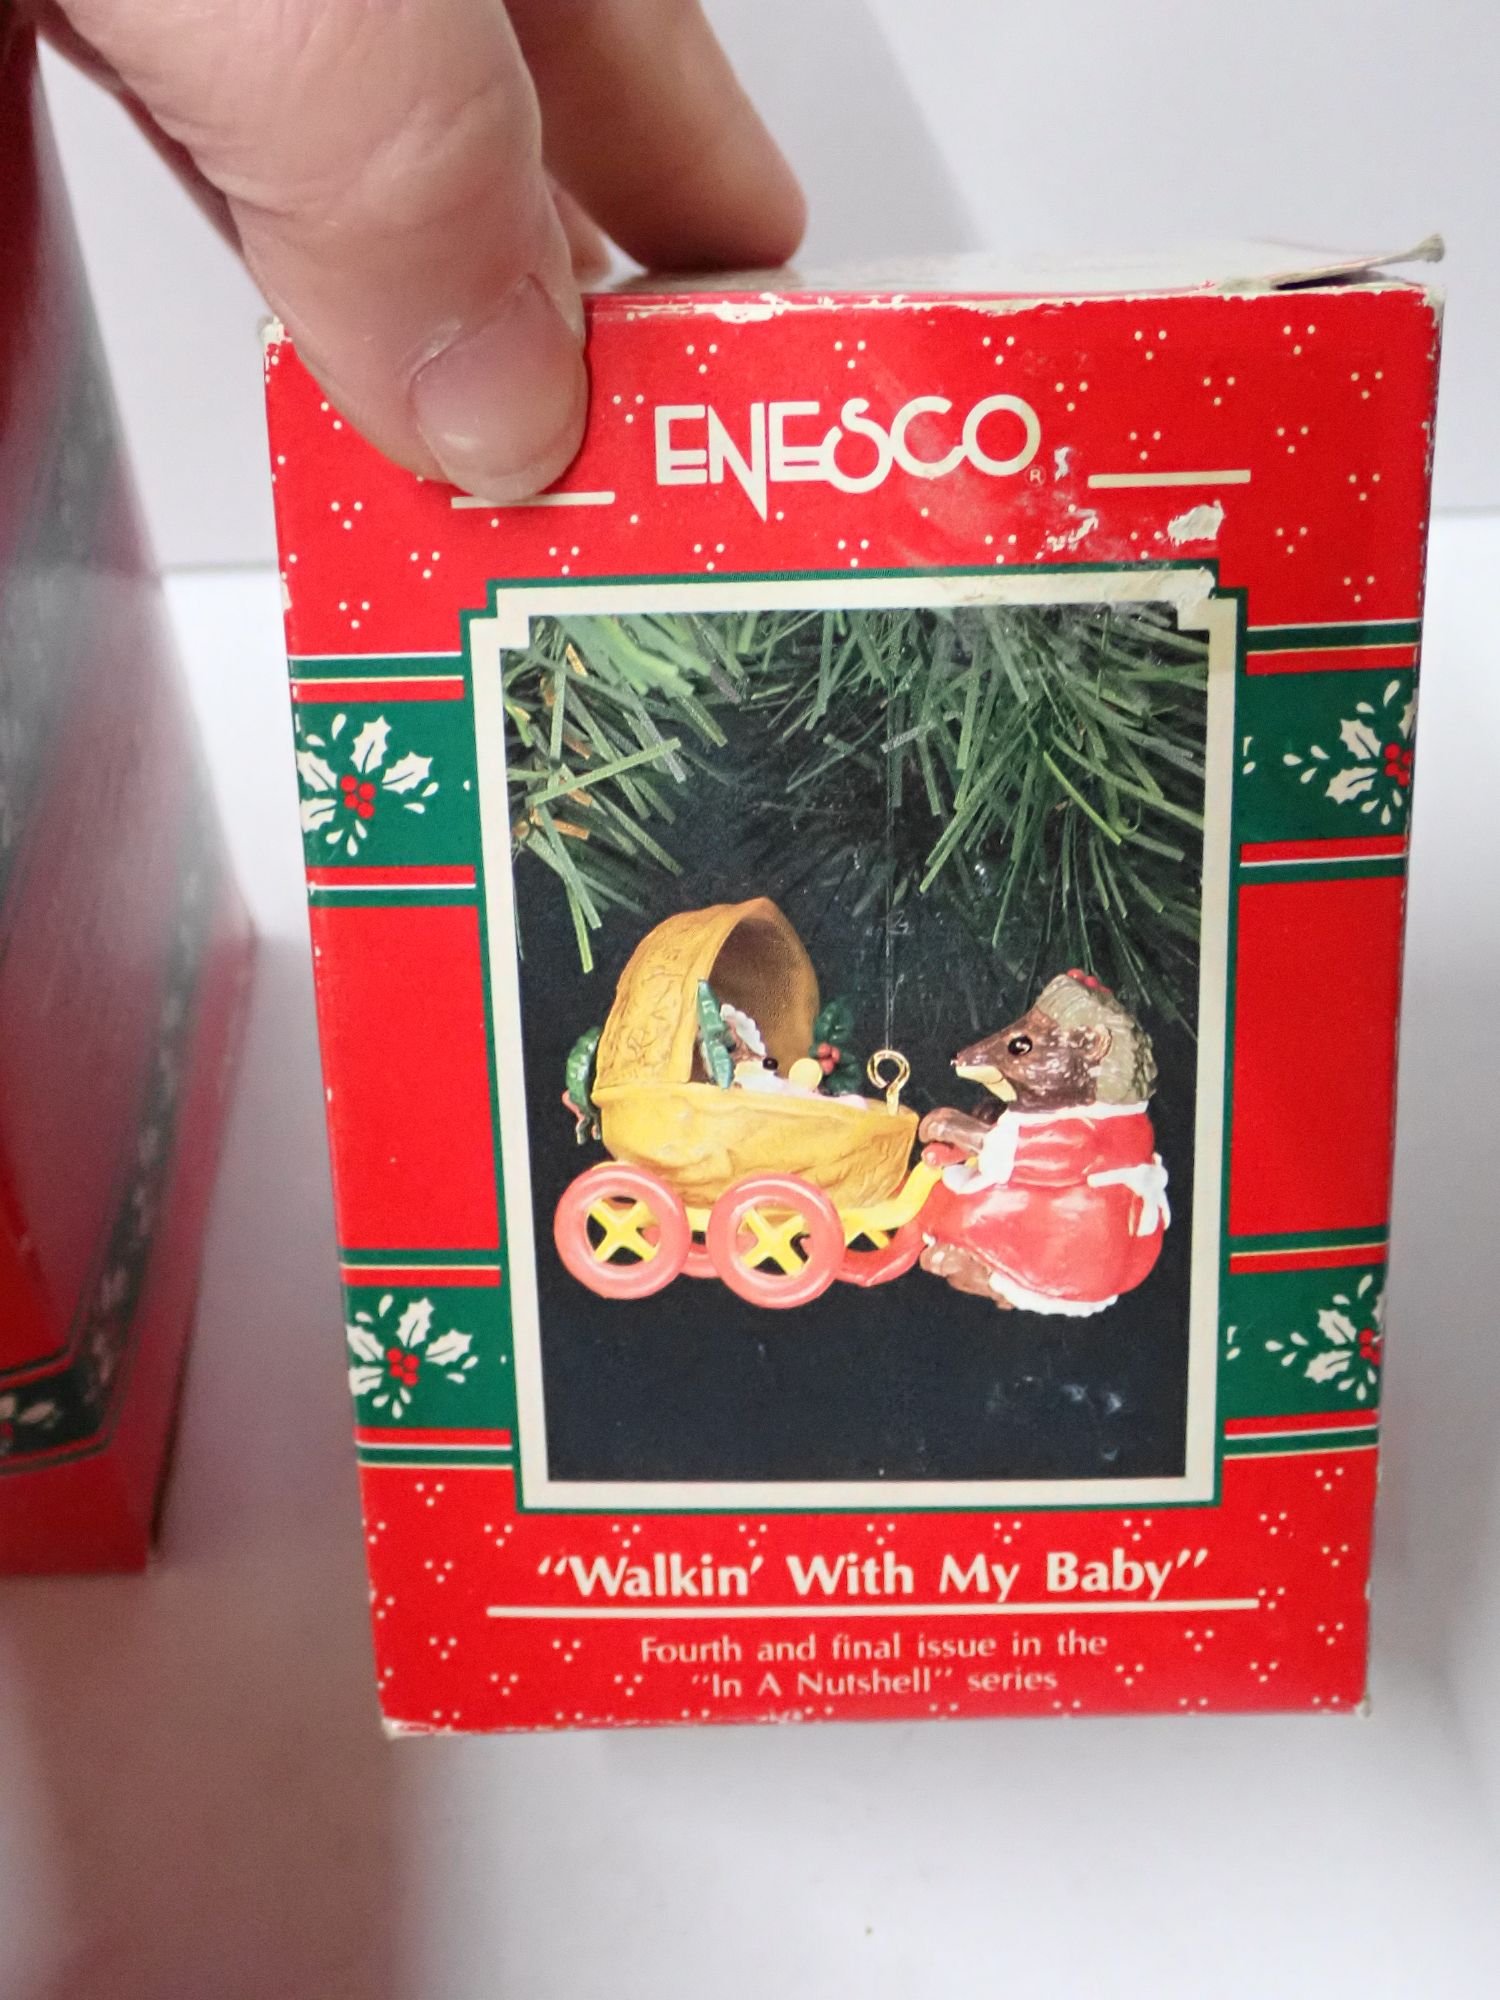 ENESCO®
"Walkin' With My Baby"
Fourth and final issue in the
"In A Nutshell" series